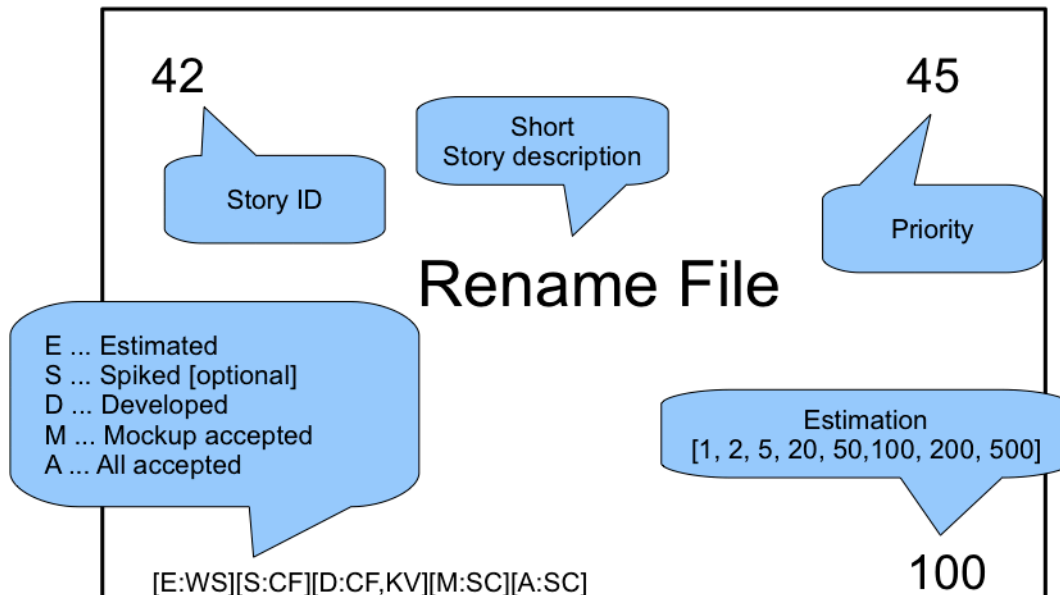 42
45
Short
Story description
Story ID
Priority
Rename File
E ... Estimated
S ... Spiked [optional]
D ... Developed
M ... Mockup accepted
A ... All accepted
Estimation
[1, 2, 5, 20, 50,100, 200, 500]
[E:WS][S:CF][D:CF,KV][M:SC][A:SC]
100